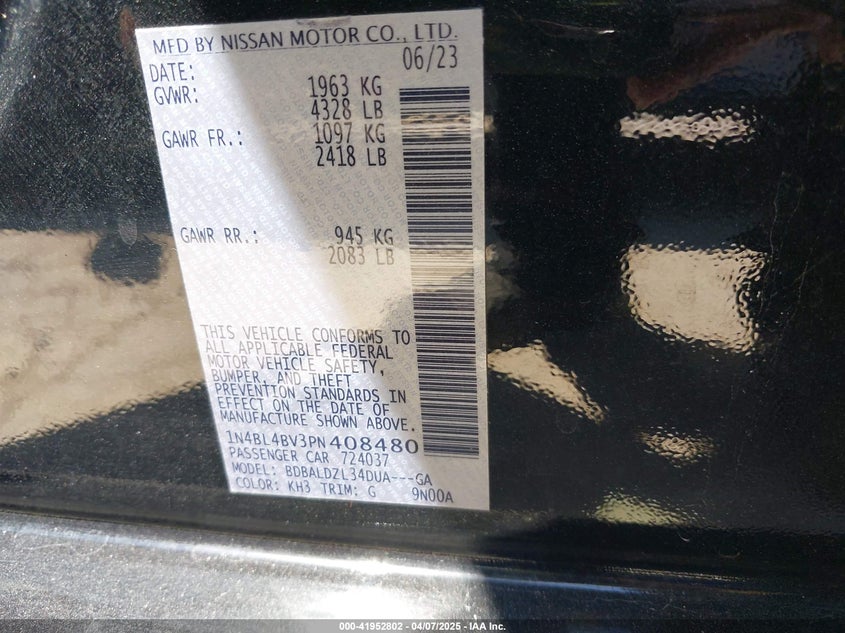 MFD BY NISSAN MOTOR CO., LTD.
DATE: 06/23
GVWR: 1963 KG
4328 LB
GAWR FR.: 1097 KG
2418 LB
GAWR RR.: 945 KG
2083 LB
THIS VEHICLE CONFORMS TO
ALL APPLICABLE FEDERAL
MOTOR VEHICLE SAFETY,
BUMPER, AND THEFT
PREVENTION STANDARDS IN
EFFECT ON THE DATE OF
MANUFACTURE SHOWN ABOVE.
1N4BL4BV3PN408480
PASSENGER CAR 724037
MODEL: BDBALDZL34DUA---GA
COLOR: KH3 TRIM: G 9N00A
000-41952802 - 04/07/2025 - IAA Inc.